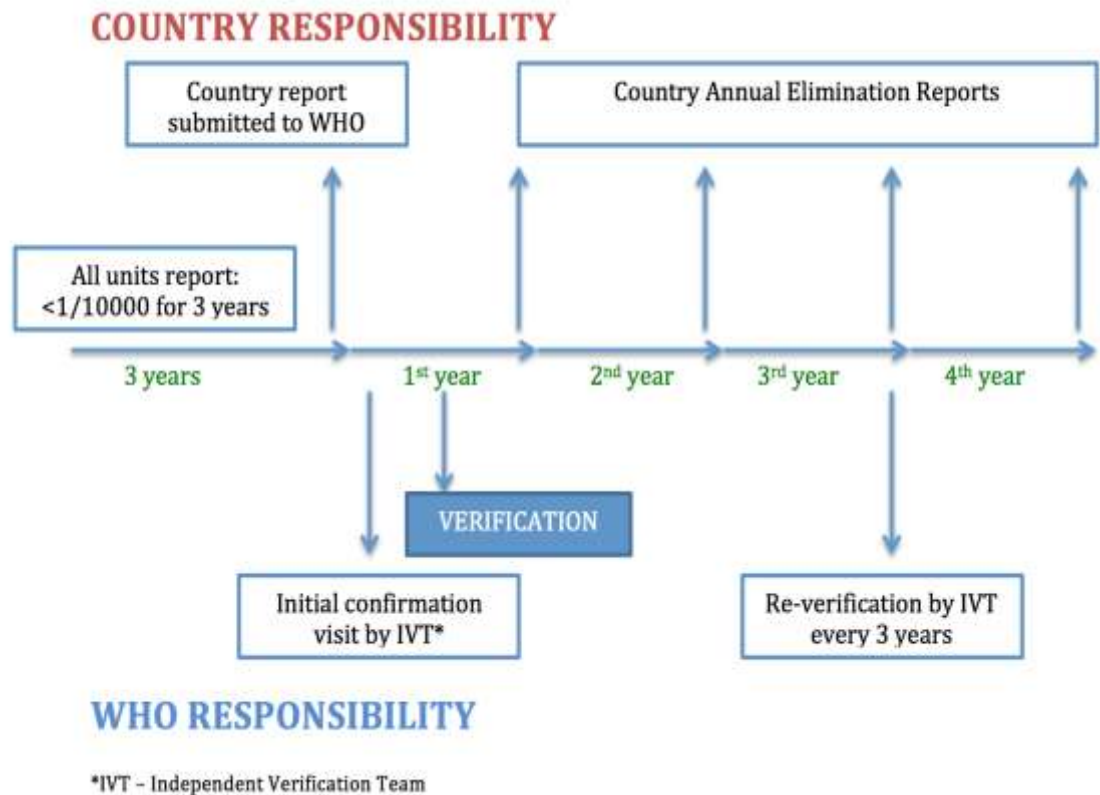 COUNTRY RESPONSIBILITY
Country report
submitted to WHO
Country Annual Elimination Reports
All units report:
<1/10000 for 3 years
3 years
1st year
2nd year
3rd year
4th year
VERIFICATION
Initial confirmation
visit by IVT*
Re-verification by IVT
every 3 years
WHO RESPONSIBILITY
*IVT – Independent Verification Team